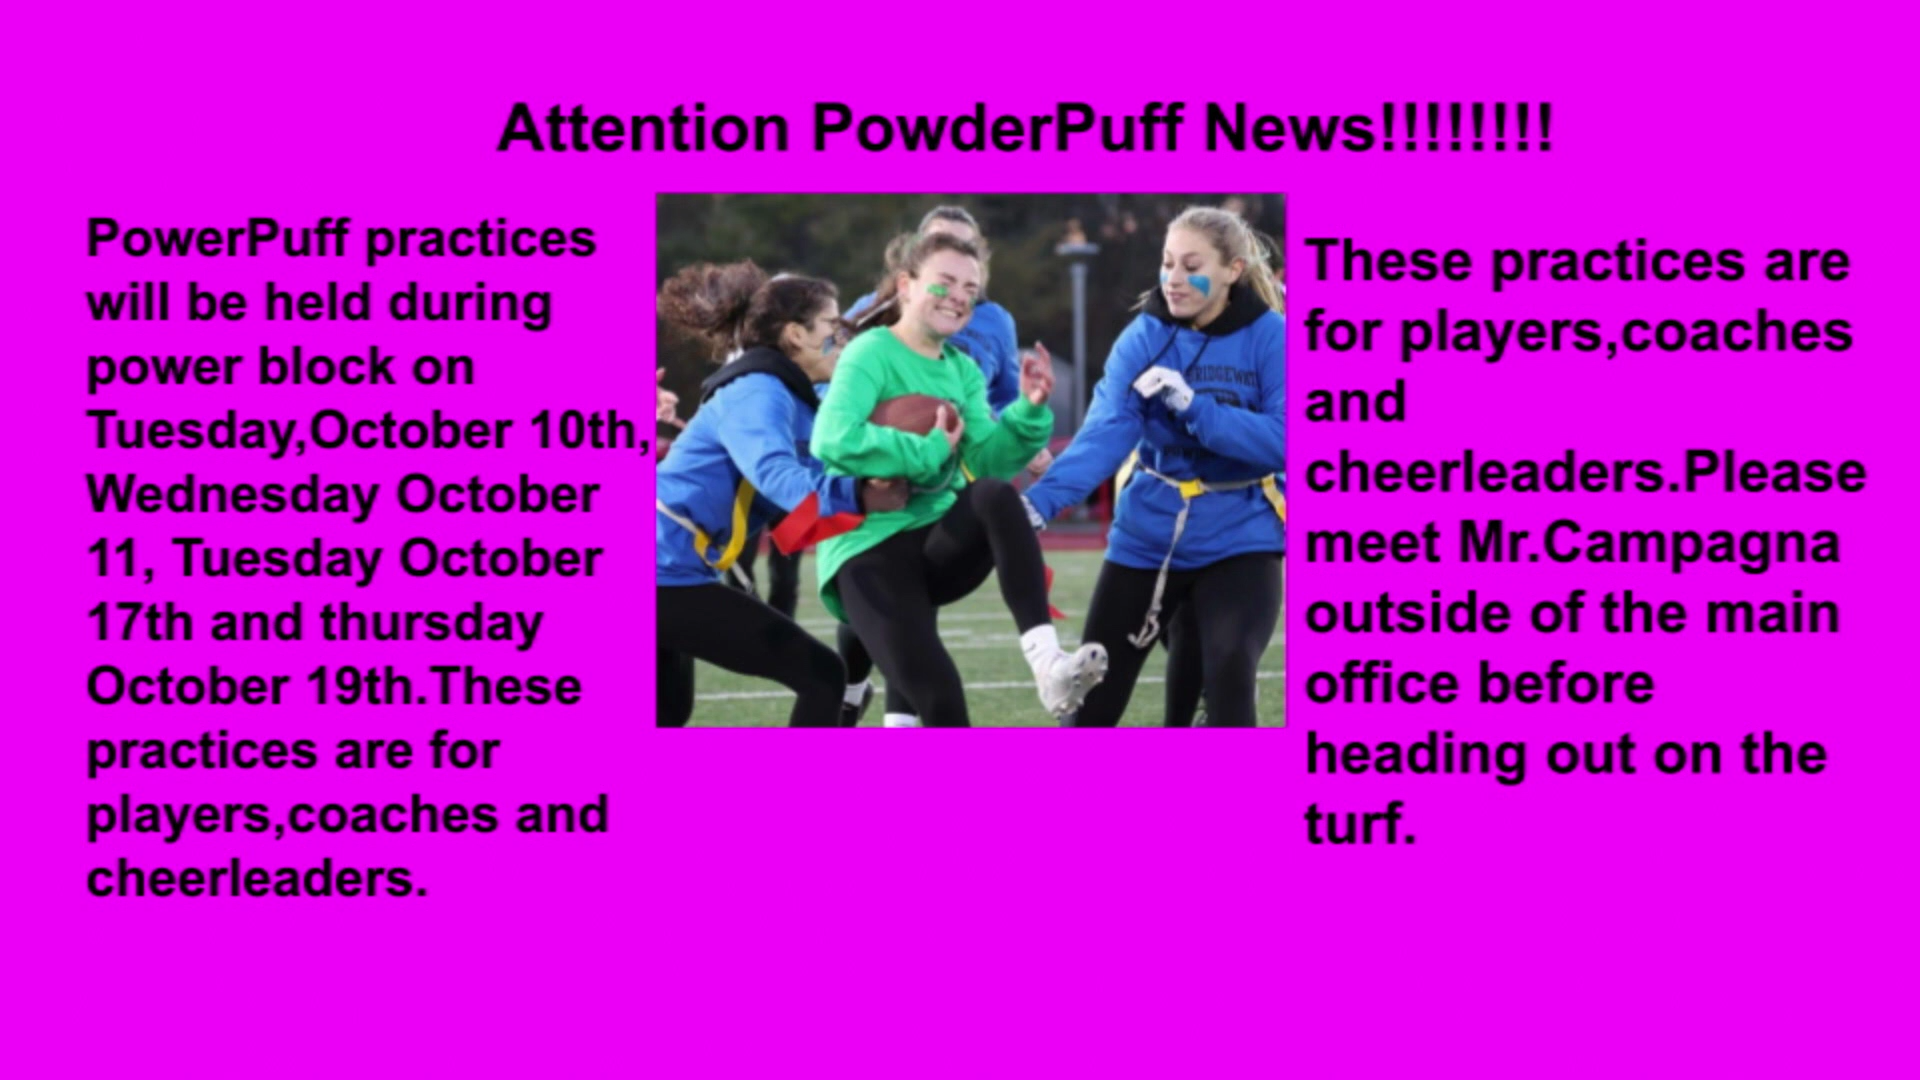 Attention PowderPuff News!!!!!!!!
PowerPuff practices
will be held during
power block on
Tuesday,October 10th,
Wednesday October
11, Tuesday October
17th and thursday
October 19th.These
practices are for
players,coaches and
cheerleaders.
These practices are
for players,coaches
and
cheerleaders.Please
meet Mr.Campagna
outside of the main
office before
heading out on the
turf.